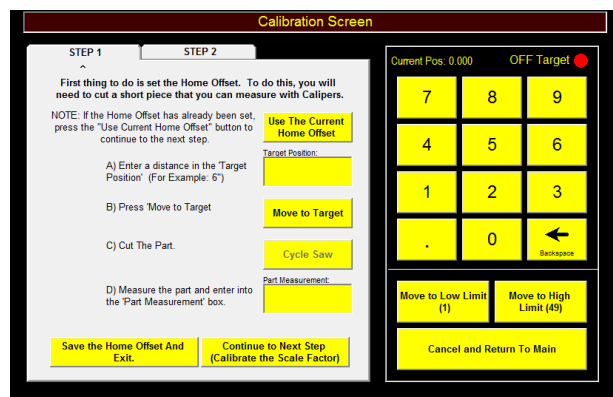 Calibration Screen
STEP 1
STEP 2
^
First thing to do is set the Home Offset. To do this, you will
need to cut a short piece that you can measure with Calipers.
NOTE: If the Home Offset has already been set,
press the "Use Current Home Offset" button to
continue to the next step.
Use The Current
Home Offset
Target Position:
A) Enter a distance in the 'Target
Position' (For Example: 6")
B) Press 'Move to Target
Move to Target
C) Cut The Part.
Cycle Saw
Part Measurement:
D) Measure the part and enter into
the 'Part Measurement' box.
Save the Home Offset And
Exit.
Continue to Next Step
(Calibrate the Scale Factor)
Current Pos: 0.000
OFF Target
7
8
9
4
5
6
1
2
3
.
0
Backspace
Move to Low Limit
(1)
Move to High
Limit (49)
Cancel and Return To Main